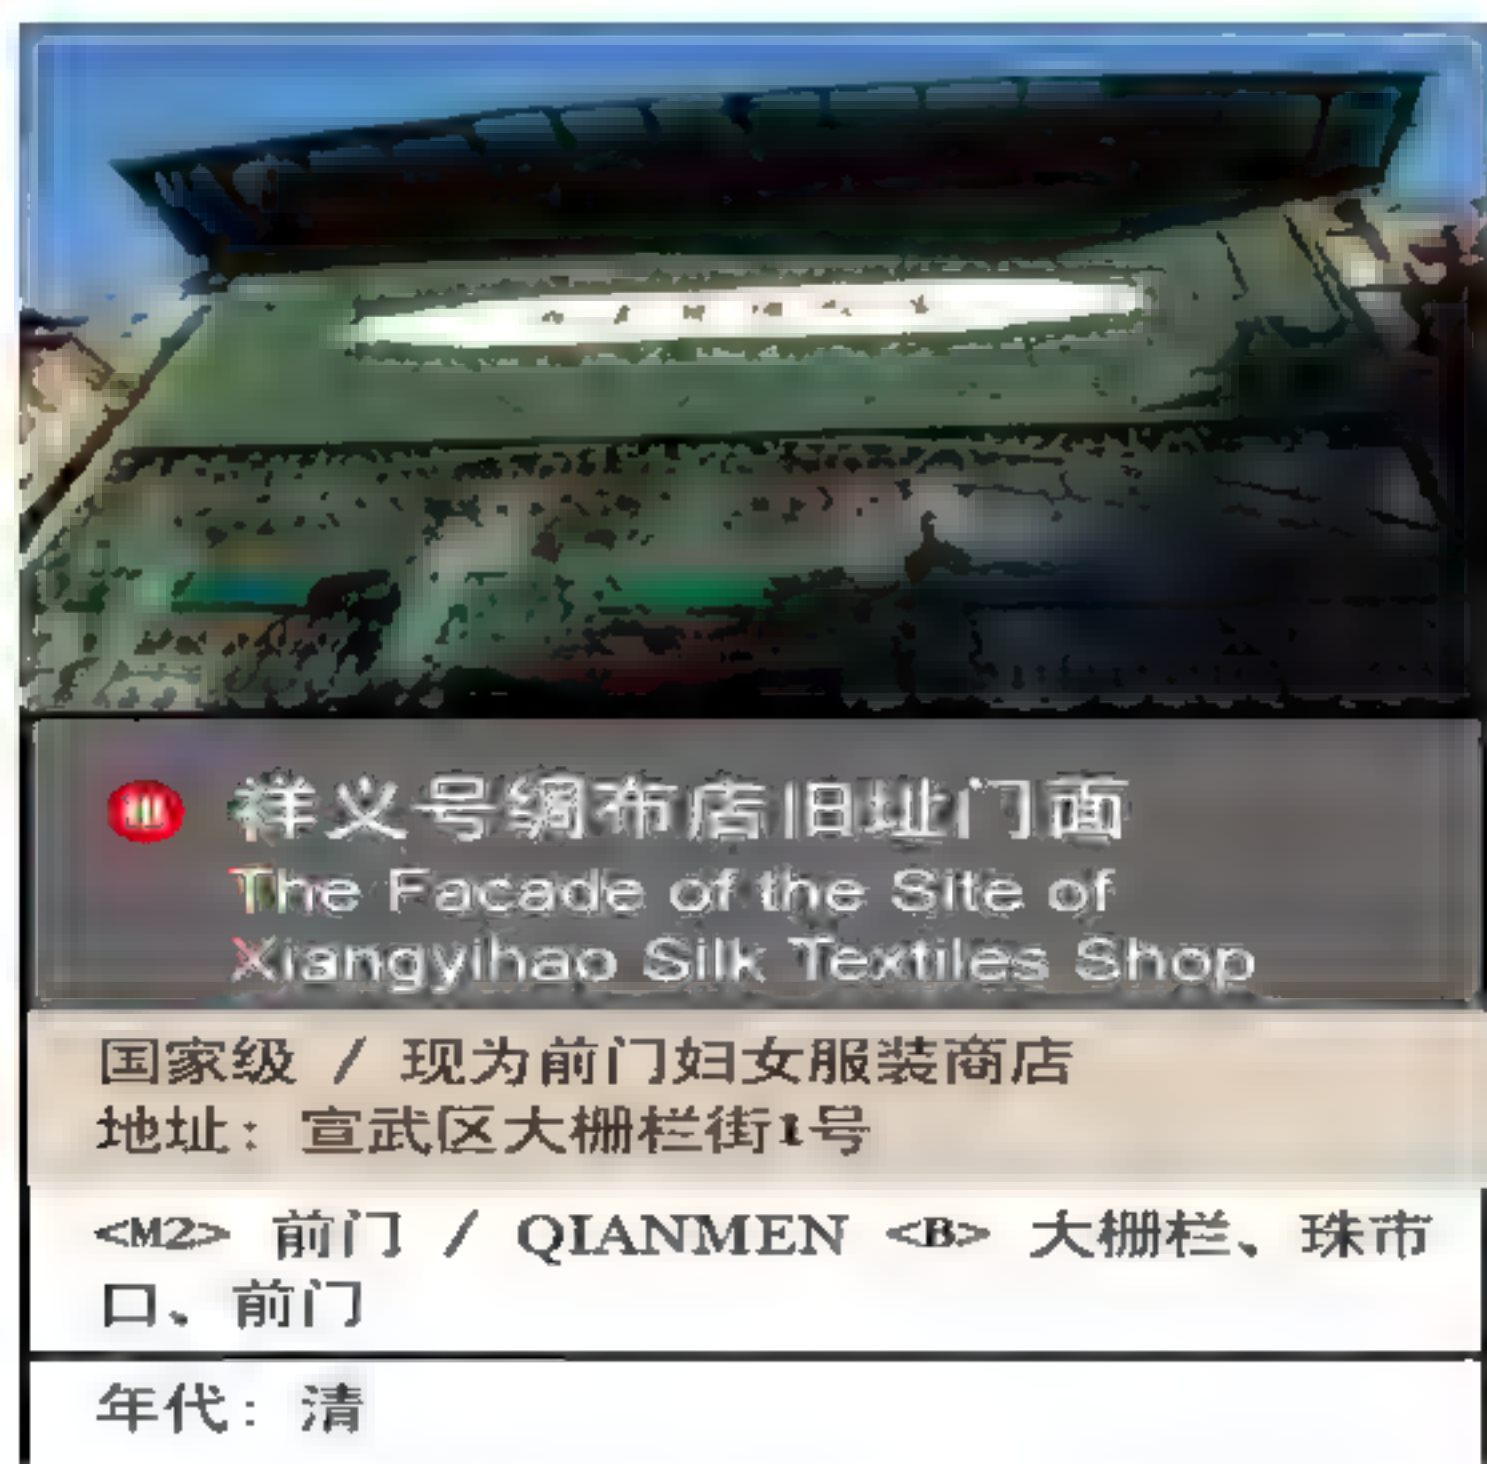 祥义号绸布店旧址门面
The Facade of the Site of
Xiangyihao Silk Textiles Shop
国家级 / 现为前门妇女服装商店
地址: 宣武区大栅栏街1号
<M2> 前门 / QIANMEN <B> 大栅栏、珠市
口、前门
年代: 清